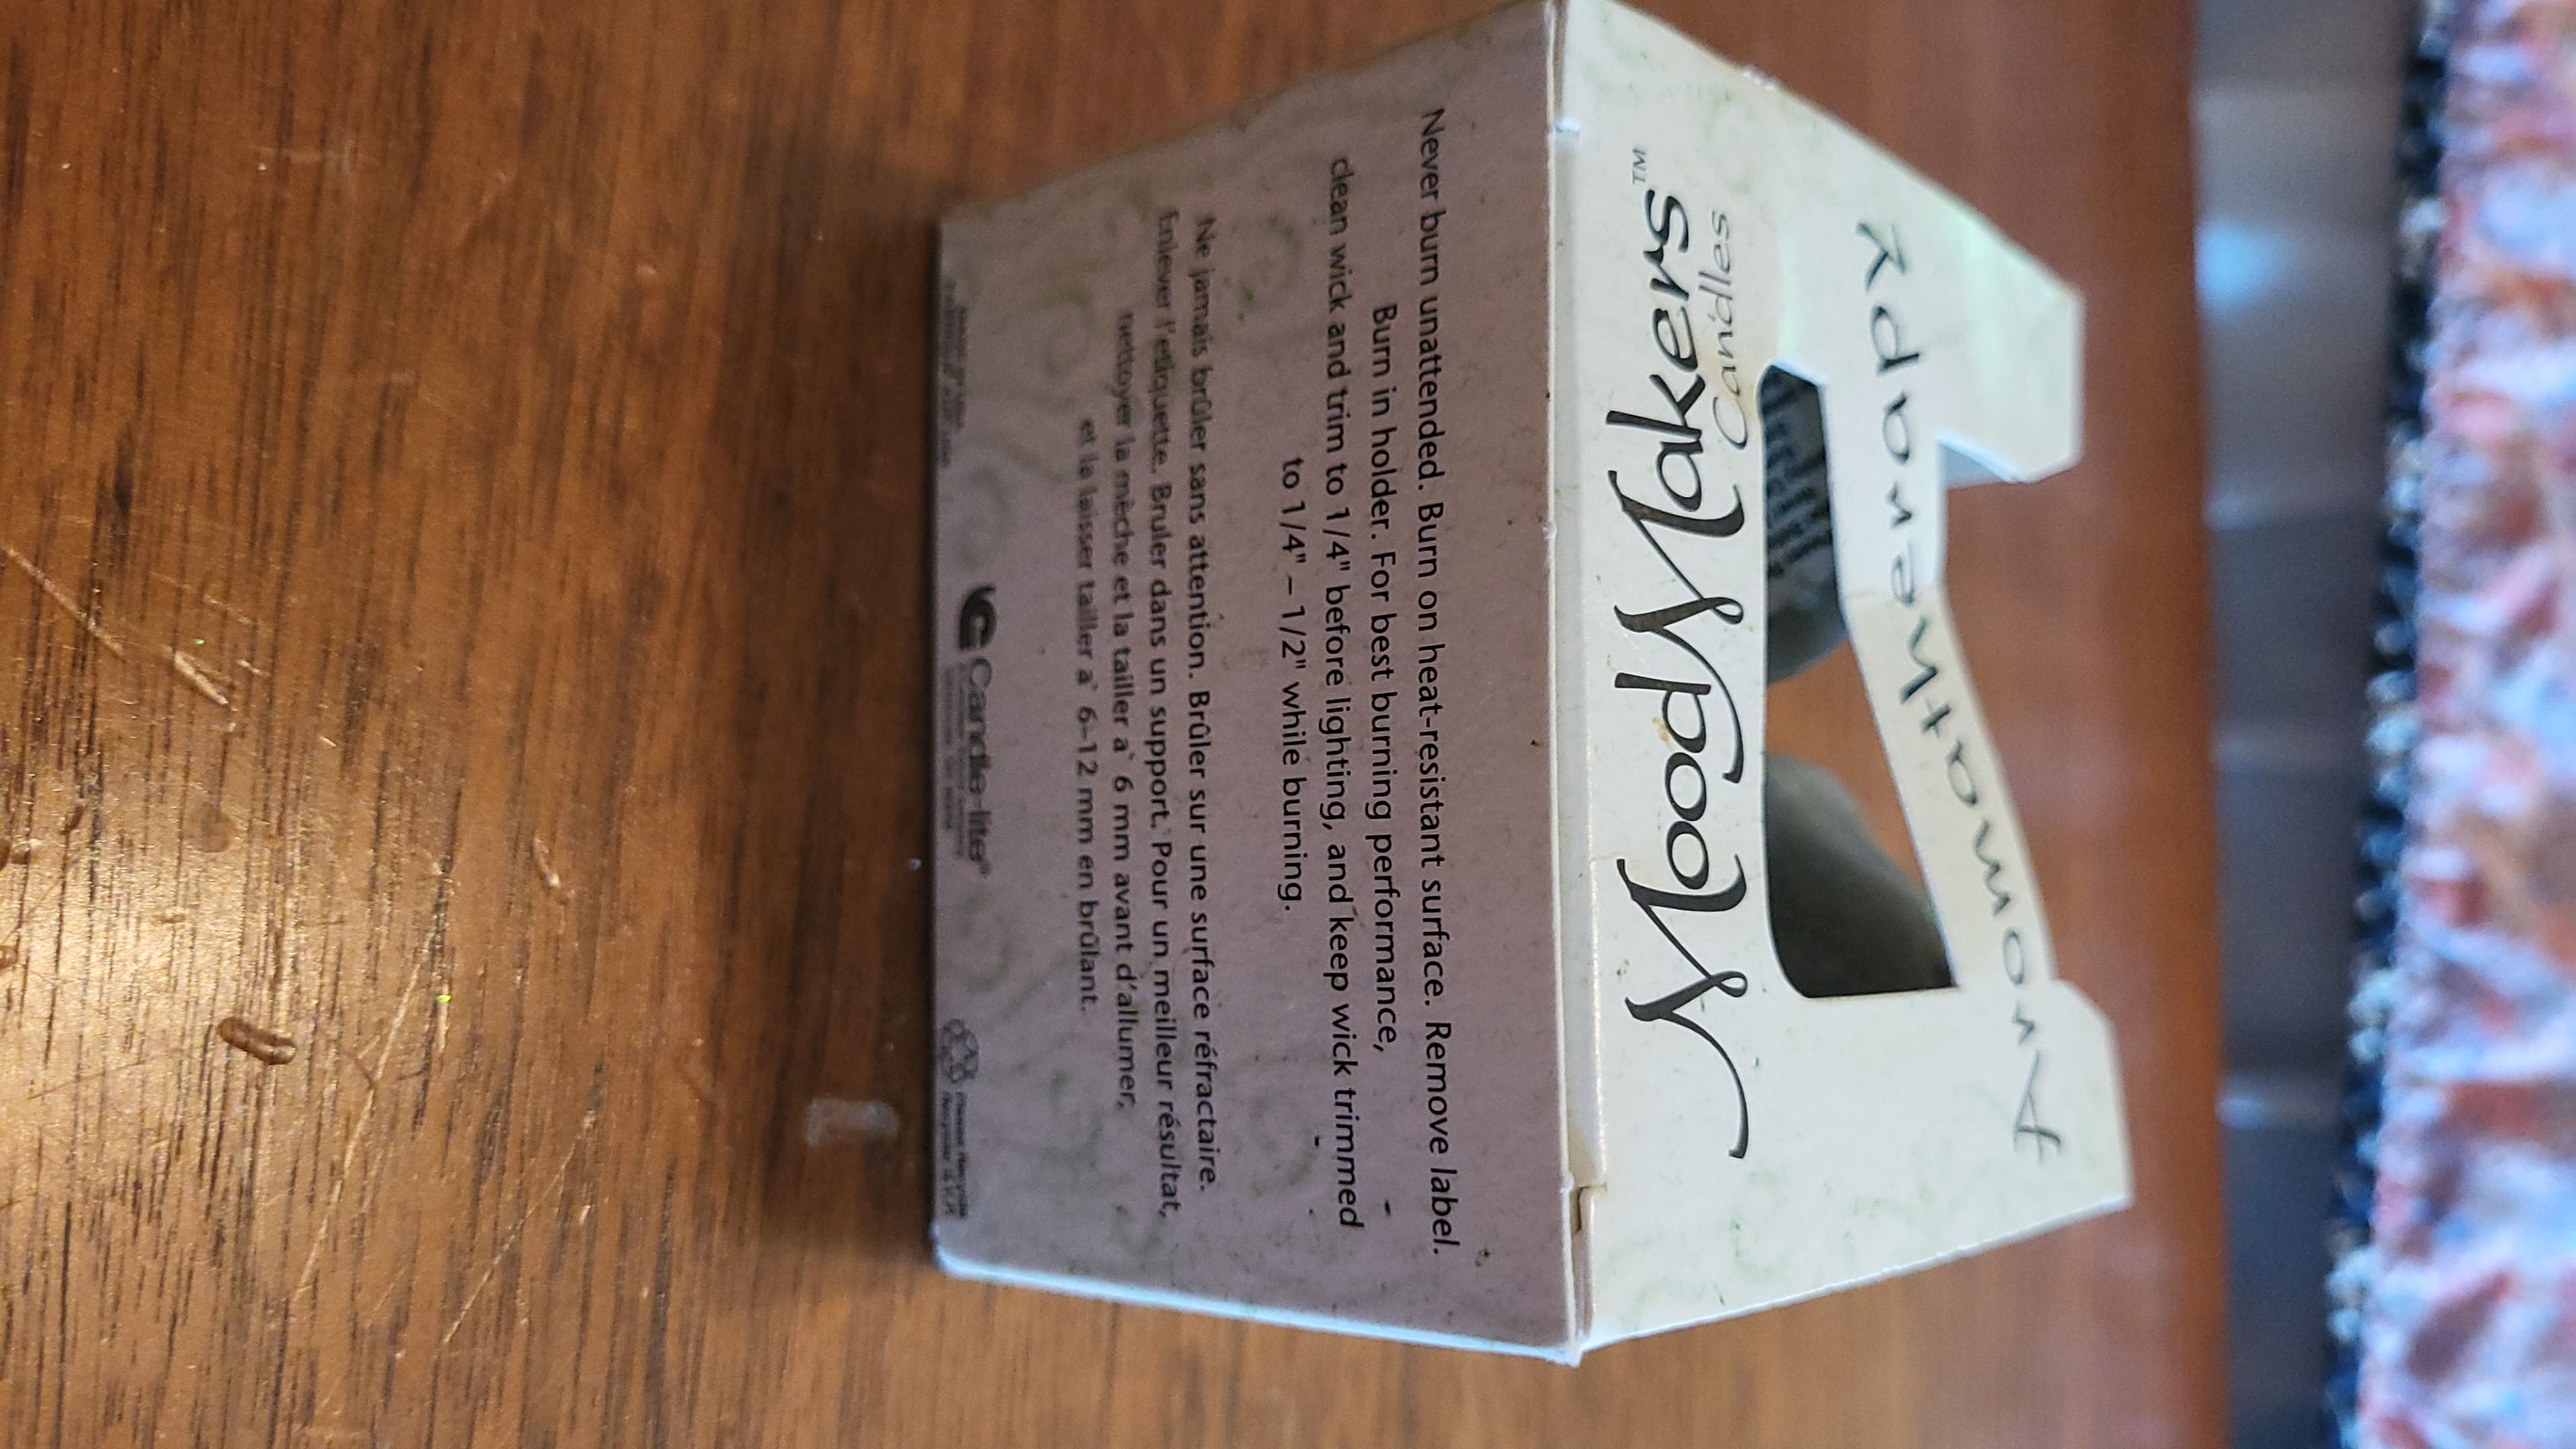 Aromatherapy
MoodMakers™
Candles
Never burn unattended. Burn on heat-resistant surface. Remove label.
Burn in holder. For best burning performance,
clean wick and trim to 1/4" before lighting, and keep wick trimmed
to 1/4" – 1/2" while burning.
Ne jamais brûler sans attention. Brûler sur une surface réfractaire.
Enlever l'etiquette. Bruler dans un support. Pour un meilleur résultat,
nettoyer la mèche et la tailler a` 6 mm avant d'allumer,
et la laisser tailler a` 6–12 mm en brûlant.
Candle-lite®
Please Recycle